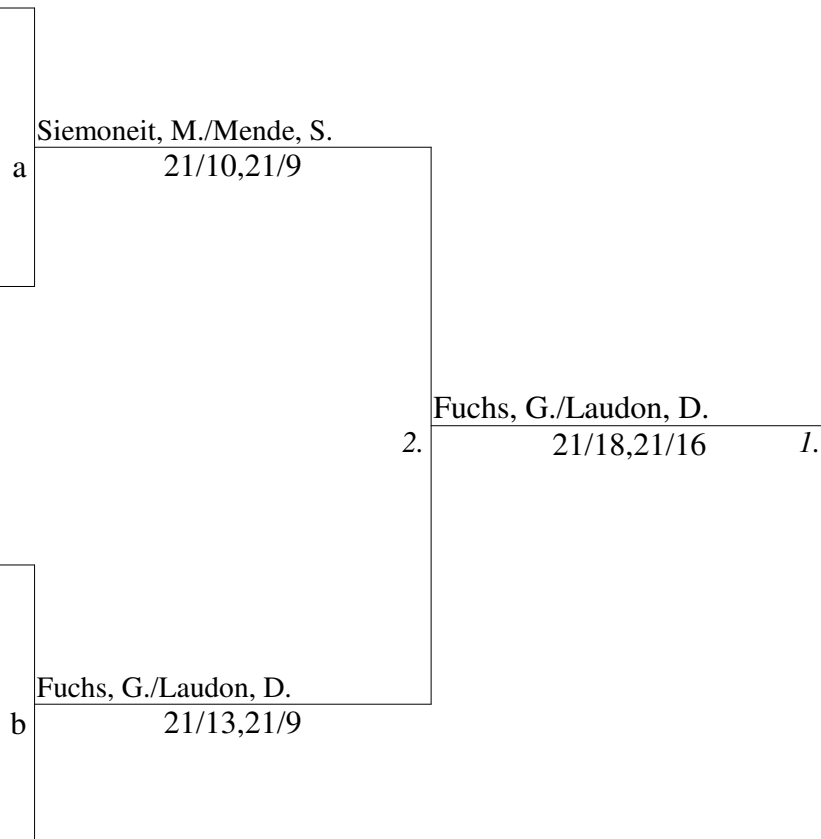 Siemoneit, M./Mende, S.
a
21/10,21/9
Fuchs, G./Laudon, D.
2.
21/18,21/16
1.
Fuchs, G./Laudon, D.
b
21/13,21/9